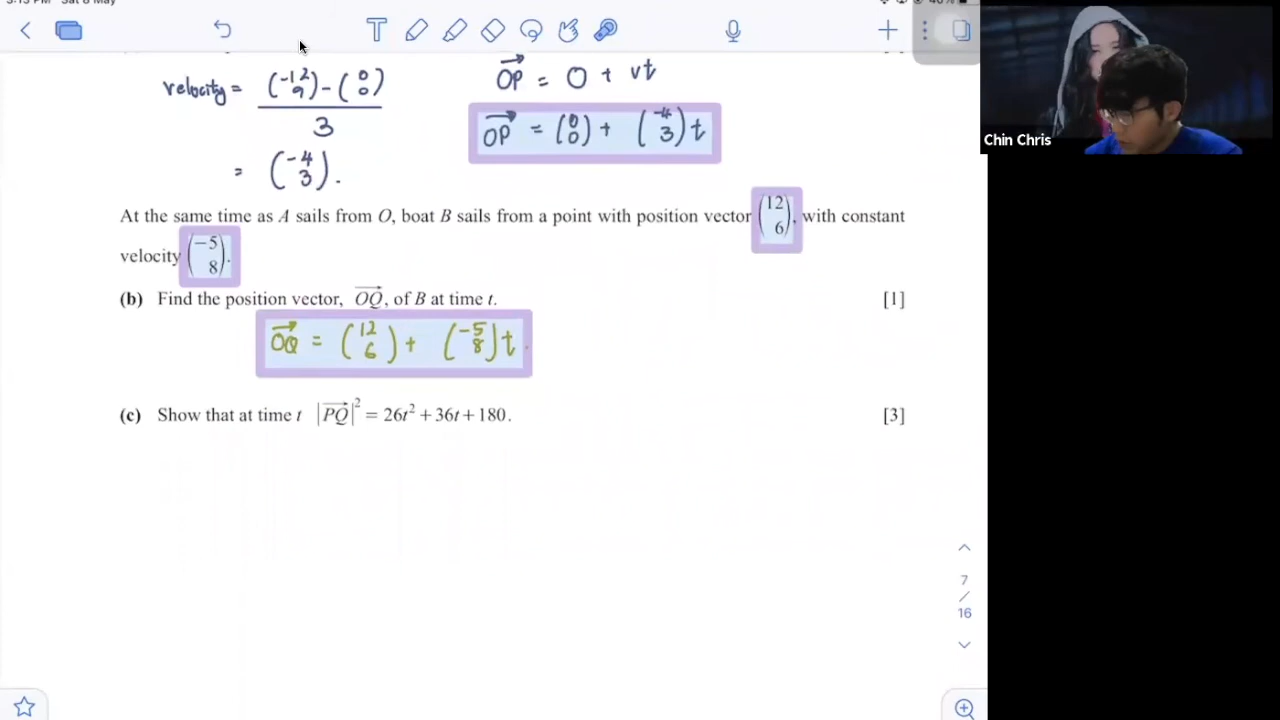 Sat 8 May
velocity = (-12 9) - (0 0)
3
= (-4 3).
OP = O + vt
OP = (0 0) + (-4 3) t
At the same time as A sails from O, boat B sails from a point with position vector (12 6), with constant
velocity (-5 8).
(b) Find the position vector, OQ, of B at time t. [1]
OQ = (12 6) + (-5 8) t.
(c) Show that at time t |PQ|² = 26t² + 36t + 180. [3]
7
/
16
Chin Chris